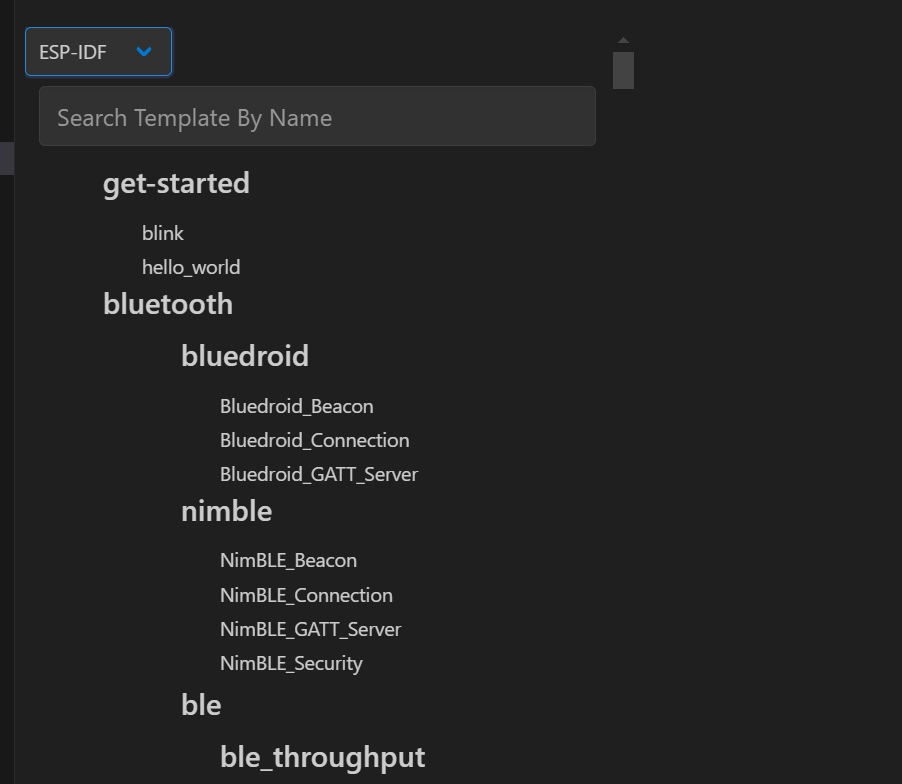 ESP-IDF
Search Template By Name
get-started
blink
hello_world
bluetooth
bluedroid
Bluedroid_Beacon
Bluedroid_Connection
Bluedroid_GATT_Server
nimble
NimBLE_Beacon
NimBLE_Connection
NimBLE_GATT_Server
NimBLE_Security
ble
ble_throughput